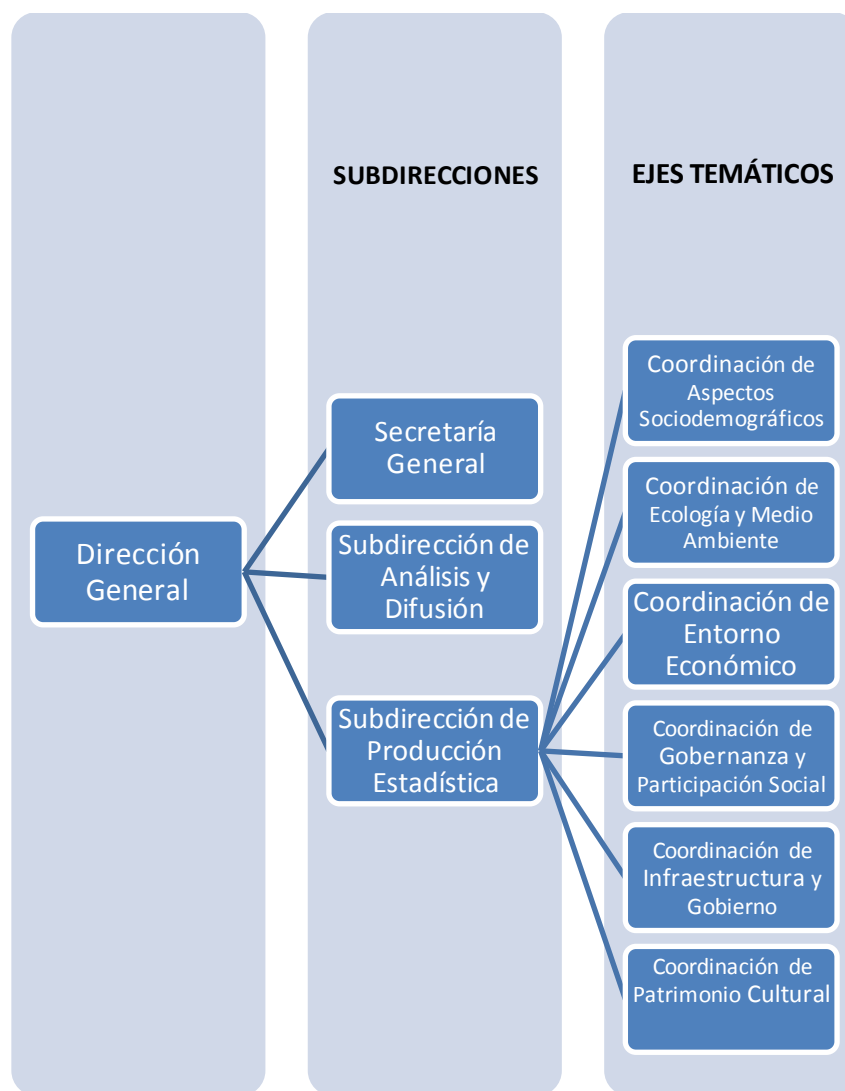 SUBDIRECCIONES
EJES TEMÁTICOS
Dirección
General
Secretaría
General
Subdirección de
Análisis y
Difusión
Subdirección de
Producción
Estadística
Coordinación de
Aspectos
Sociodemográficos
Coordinación de
Ecología y Medio
Ambiente
Coordinación de
Entorno
Económico
Coordinación de
Gobernanza y
Participación Social
Coordinación de
Infraestructura y
Gobierno
Coordinación de
Patrimonio Cultural